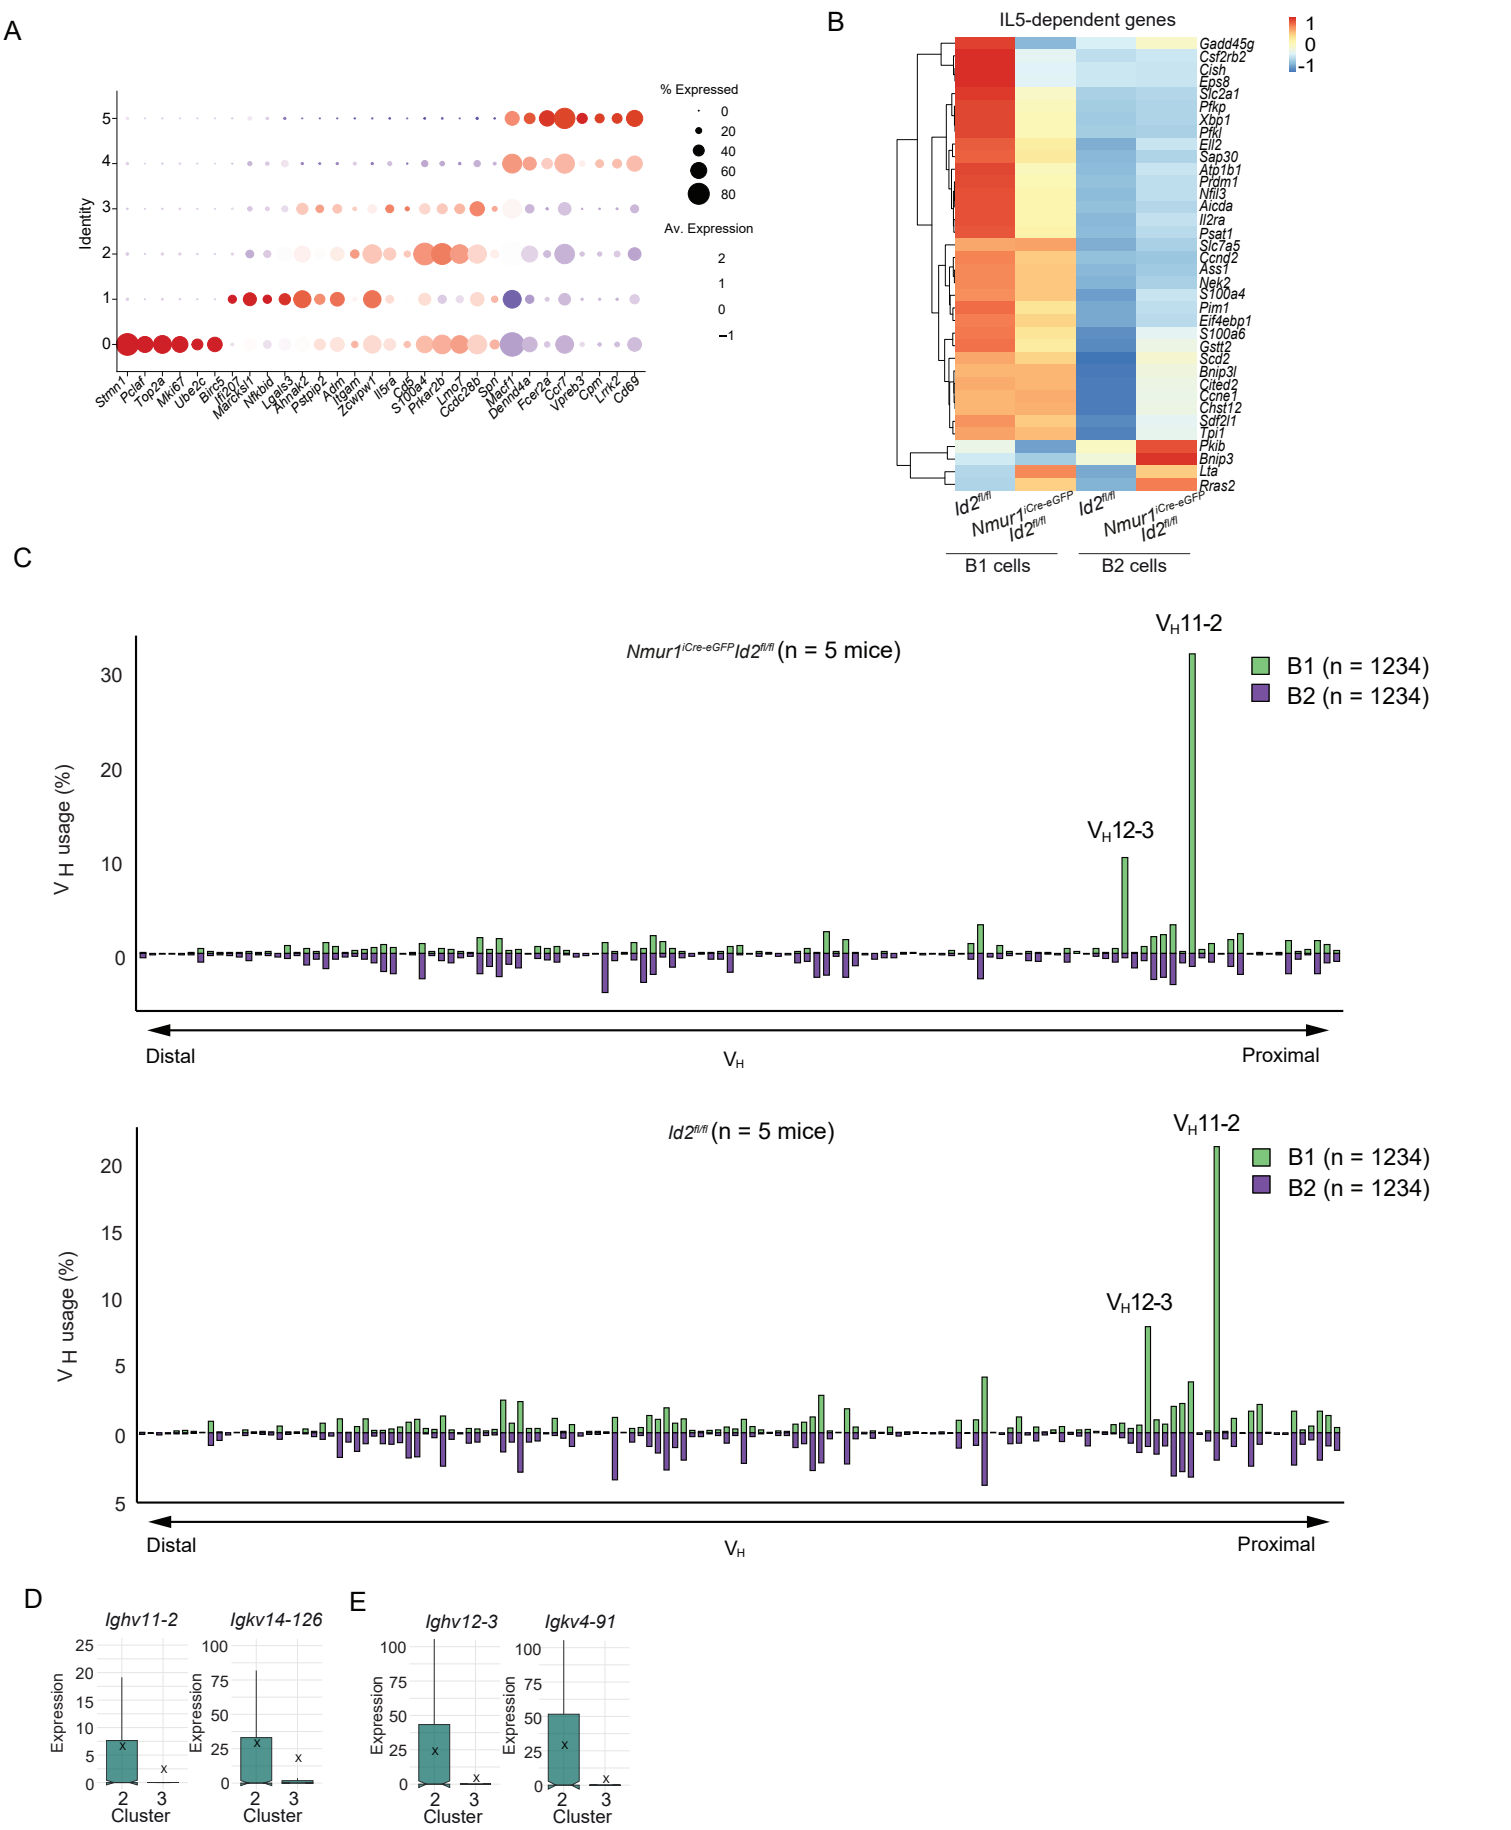 A
% Expressed
0
20
40
60
80
Av. Expression
2
1
0
−1
Identity
5
4
3
2
1
0
Stmn1
Pclaf
Top2a
Mki67
Ube2c
Birc5
Ifi207
Marcksl1
Nfkbid
Lgals3
Ahnak2
Pstpip2
Adm
Itgam
Zcwpw1
Il5ra
Cd5
S100a4
Prkar2b
Lmo7
Ccdc28b
Spn
Macf1
Dennd4a
Fcer2a
Ccr7
Vpreb3
Cpm
Lrrk2
Cd69
B
IL5-dependent genes
1
0
-1
Gadd45g
Csf2rb2
Cish
Eps8
Slc2a1
Pfkp
Xbp1
Pfkl
Ell2
Sap30
Atp1b1
Prdm1
Nfil3
Aicda
Il2ra
Psat1
Slc7a5
Ccnd2
Ass1
Nek2
S100a4
Pim1
Eif4ebp1
S100a6
Gstt2
Scd2
Bnip3l
Cited2
Ccne1
Chst12
Sdf2l1
Tpi1
Pkib
Bnip3
Lta
Rras2
Id2fl/fl
Nmur1iCre-eGFP
Id2fl/fl
Id2fl/fl
Nmur1iCre-eGFP
Id2fl/fl
B1 cells
B2 cells
C
Nmur1iCre-eGFPId2fl/fl (n = 5 mice)
VH11-2
VH12-3
B1 (n = 1234)
B2 (n = 1234)
VH usage (%)
30
20
10
0
Distal
VH
Proximal
Id2fl/fl (n = 5 mice)
VH11-2
VH12-3
B1 (n = 1234)
B2 (n = 1234)
VH usage (%)
20
15
10
5
0
5
Distal
VH
Proximal
D
Ighv11-2
Expression
25
20
15
10
5
0
X
X
2 3
Cluster
Igkv14-126
Expression
100
75
50
25
0
X
X
2 3
Cluster
E
Ighv12-3
Expression
100
75
50
25
0
X
X
2 3
Cluster
Igkv4-91
Expression
100
75
50
25
0
X
X
2 3
Cluster